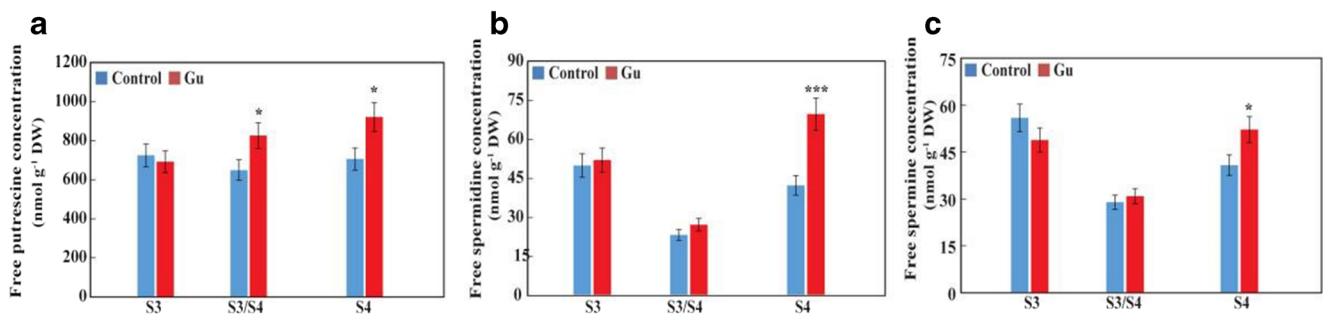 a
Free putrescine concentration
(nmol g⁻¹ DW)
1200
1000
800
600
400
200
0
Control Gu
*
*
S3 S3/S4 S4
b
Free spermidine concentration
(nmol g⁻¹ DW)
90
75
60
45
30
15
0
Control Gu
***
S3 S3/S4 S4
c
Free spermine concentration
(nmol g⁻¹ DW)
75
60
45
30
15
0
Control Gu
*
S3 S3/S4 S4